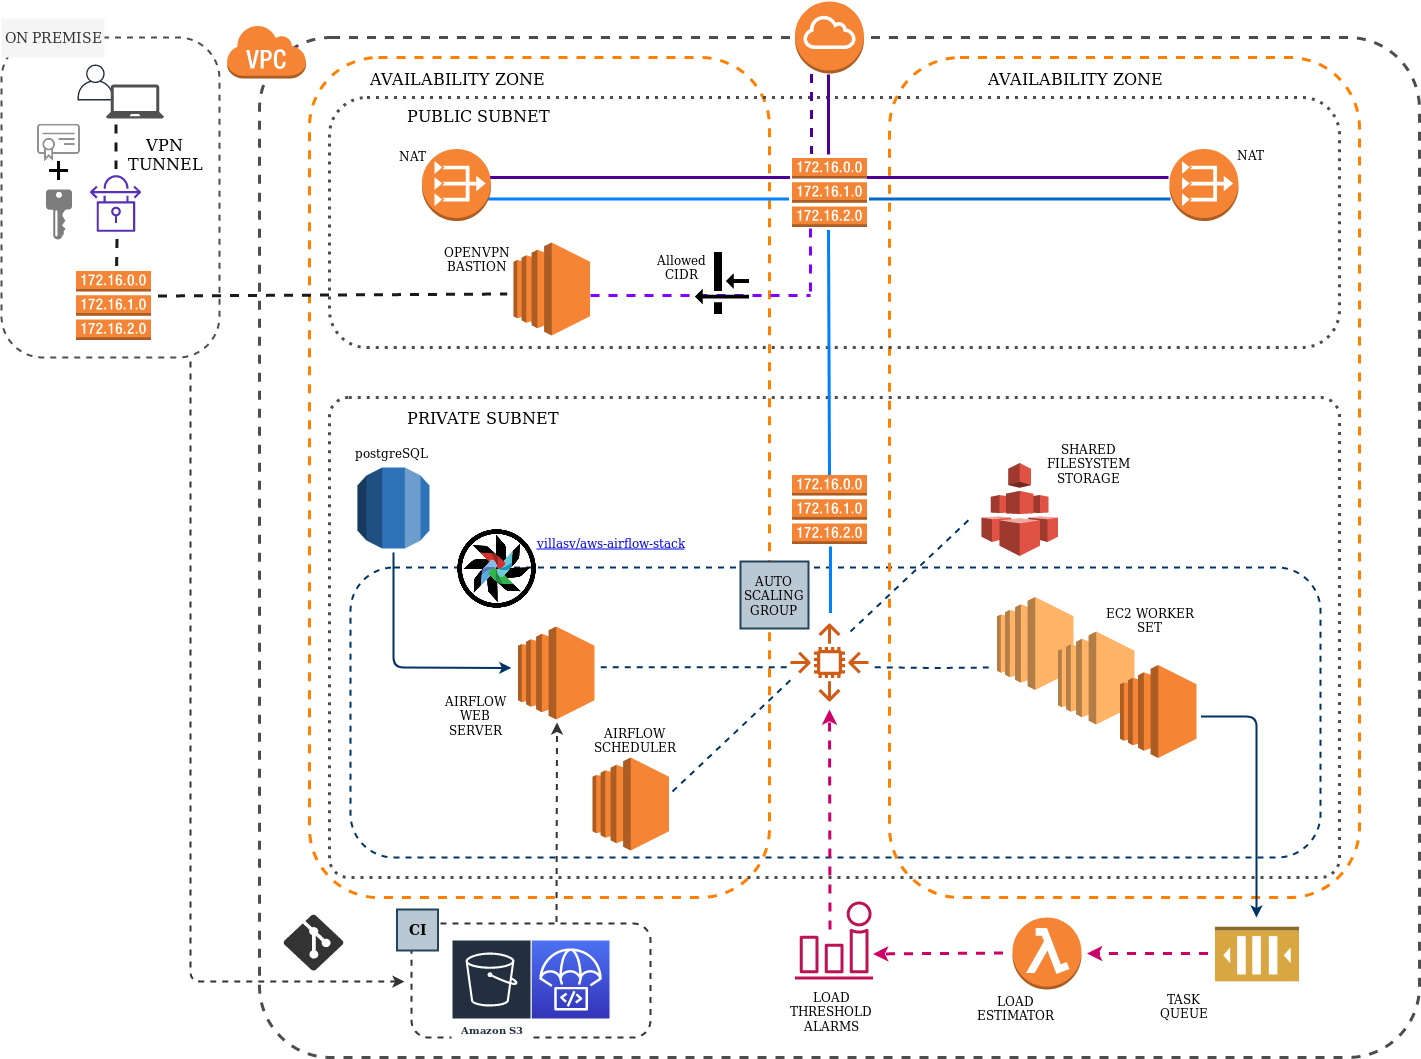 ON PREMISE
VPC
AVAILABILITY ZONE
AVAILABILITY ZONE
PUBLIC SUBNET
VPN
TUNNEL
NAT
NAT
172.16.0.0
172.16.1.0
172.16.2.0
OPENVPN
BASTION
Allowed
CIDR
172.16.0.0
172.16.1.0
172.16.2.0
PRIVATE SUBNET
postgreSQL
SHARED
FILESYSTEM
STORAGE
172.16.0.0
172.16.1.0
172.16.2.0
villasv/aws-airflow-stack
AUTO
SCALING
GROUP
EC2 WORKER
SET
AIRFLOW
WEB
SERVER
AIRFLOW
SCHEDULER
CI
Amazon S3
LOAD
THRESHOLD
ALARMS
LOAD
ESTIMATOR
TASK
QUEUE